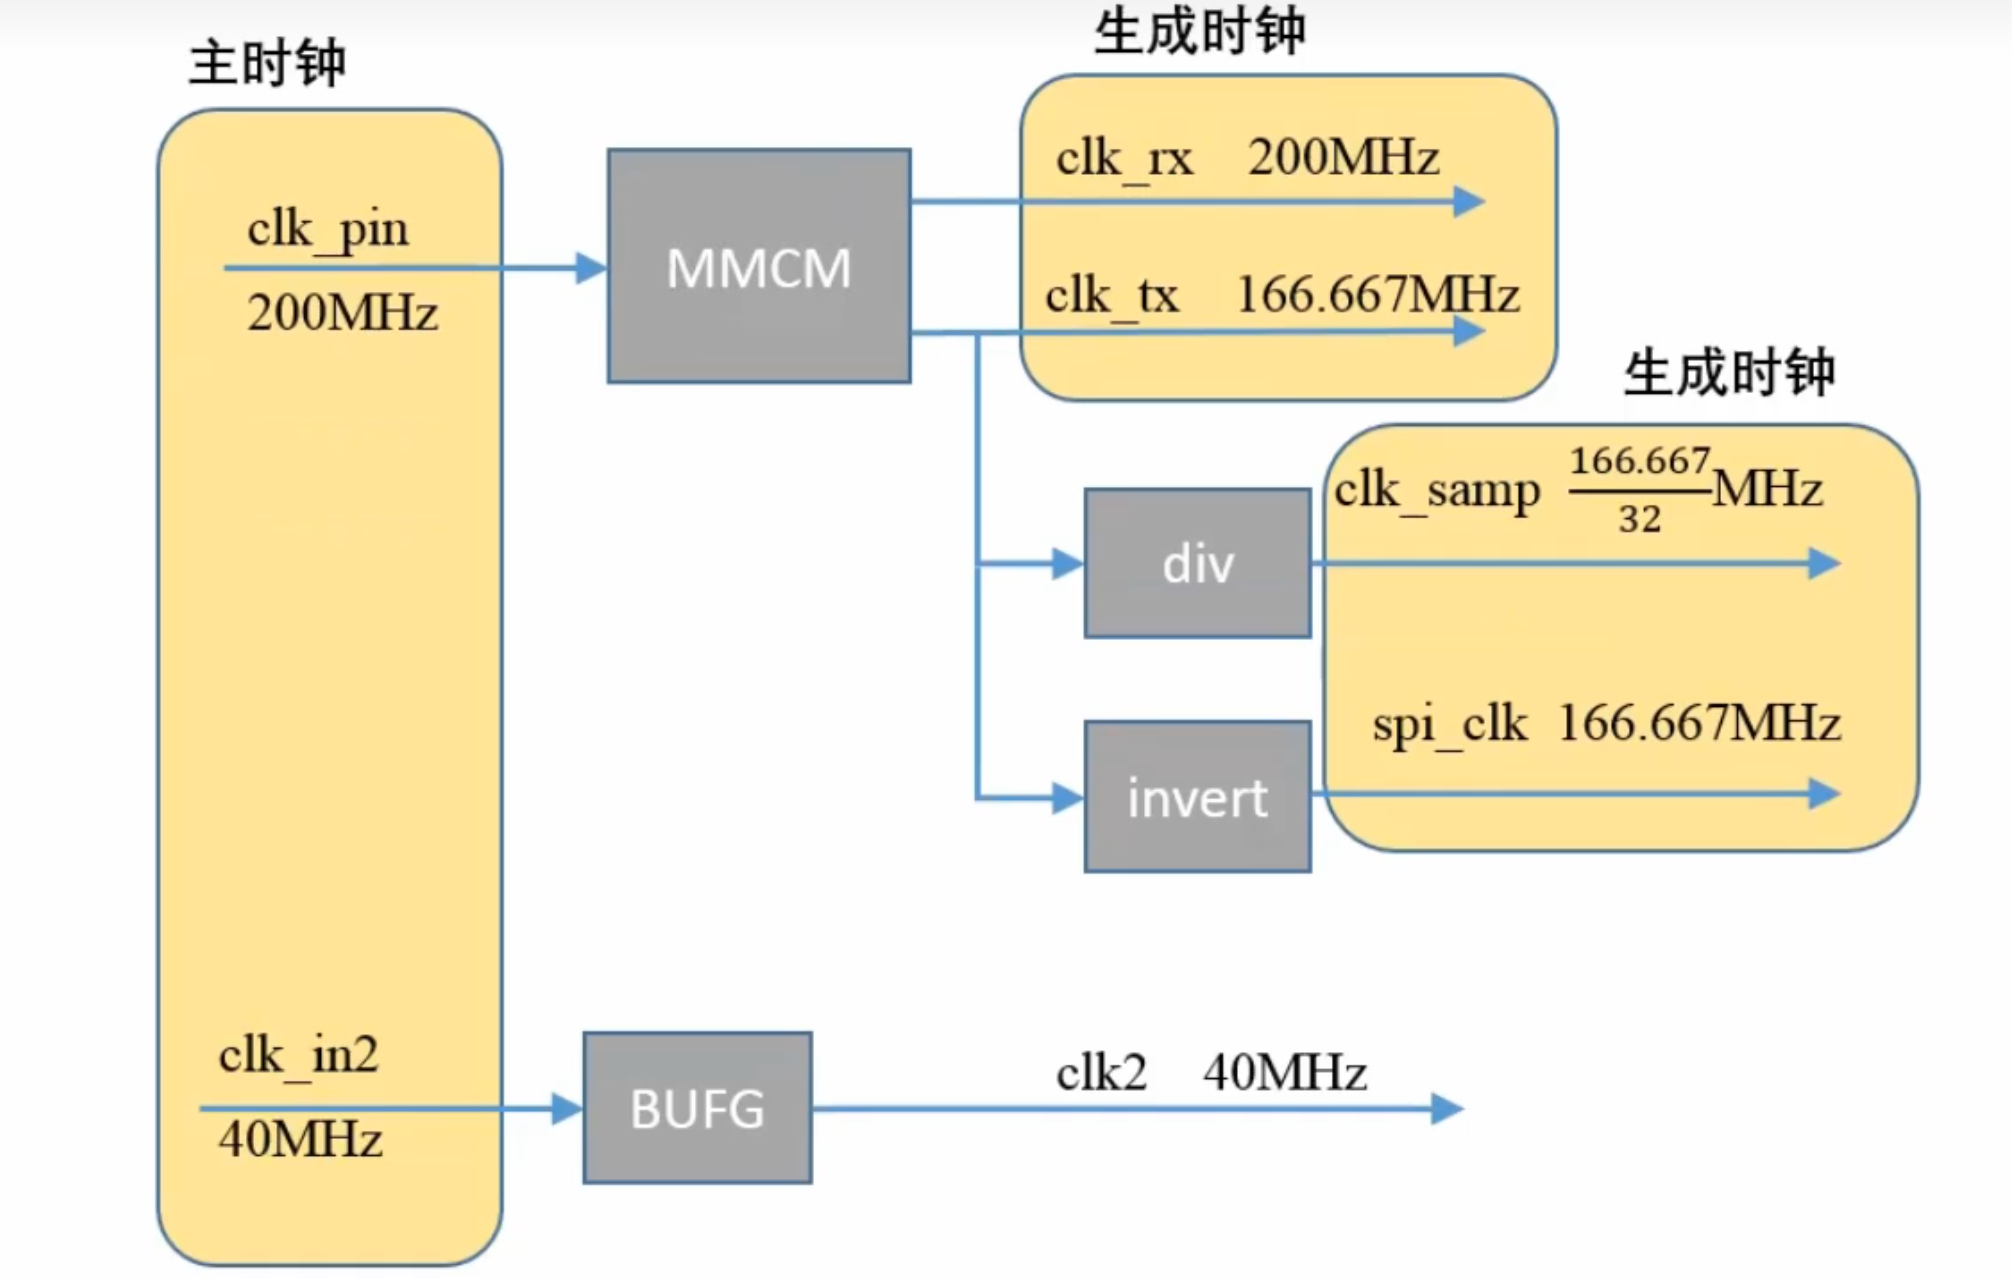 主时钟
生成时钟
clk_pin
200MHz
MMCM
clk_rx 200MHz
clk_tx 166.667MHz
生成时钟
div
clk_samp 166.667/32 MHz
invert
spi_clk 166.667MHz
clk_in2
40MHz
BUFG
clk2 40MHz